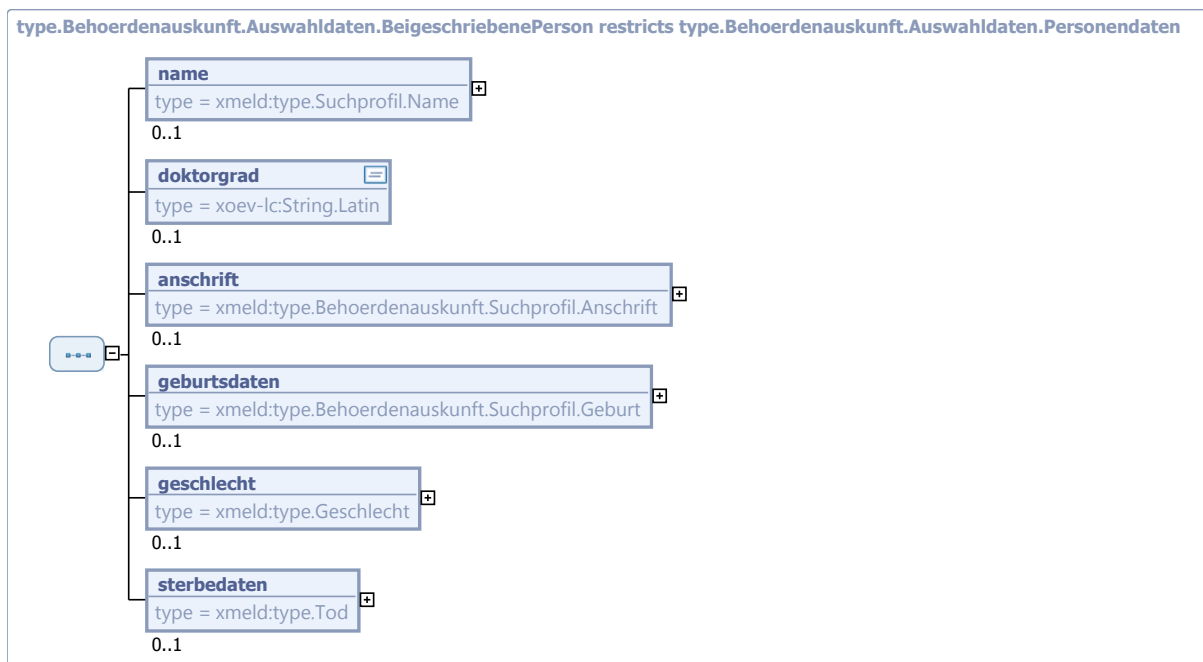 type.Behoerdenauskunft.Auswahldaten.BeigeschriebenePerson restricts type.Behoerdenauskunft.Auswahldaten.Personendaten
name
type = xmeld:type.Suchprofil.Name
0..1
doktorgrad
type = xoev-lc:String.Latin
0..1
anschrift
type = xmeld:type.Behoerdenauskunft.Suchprofil.Anschrift
0..1
geburtsdaten
type = xmeld:type.Behoerdenauskunft.Suchprofil.Geburt
0..1
geschlecht
type = xmeld:type.Geschlecht
0..1
sterbedaten
type = xmeld:type.Tod
0..1